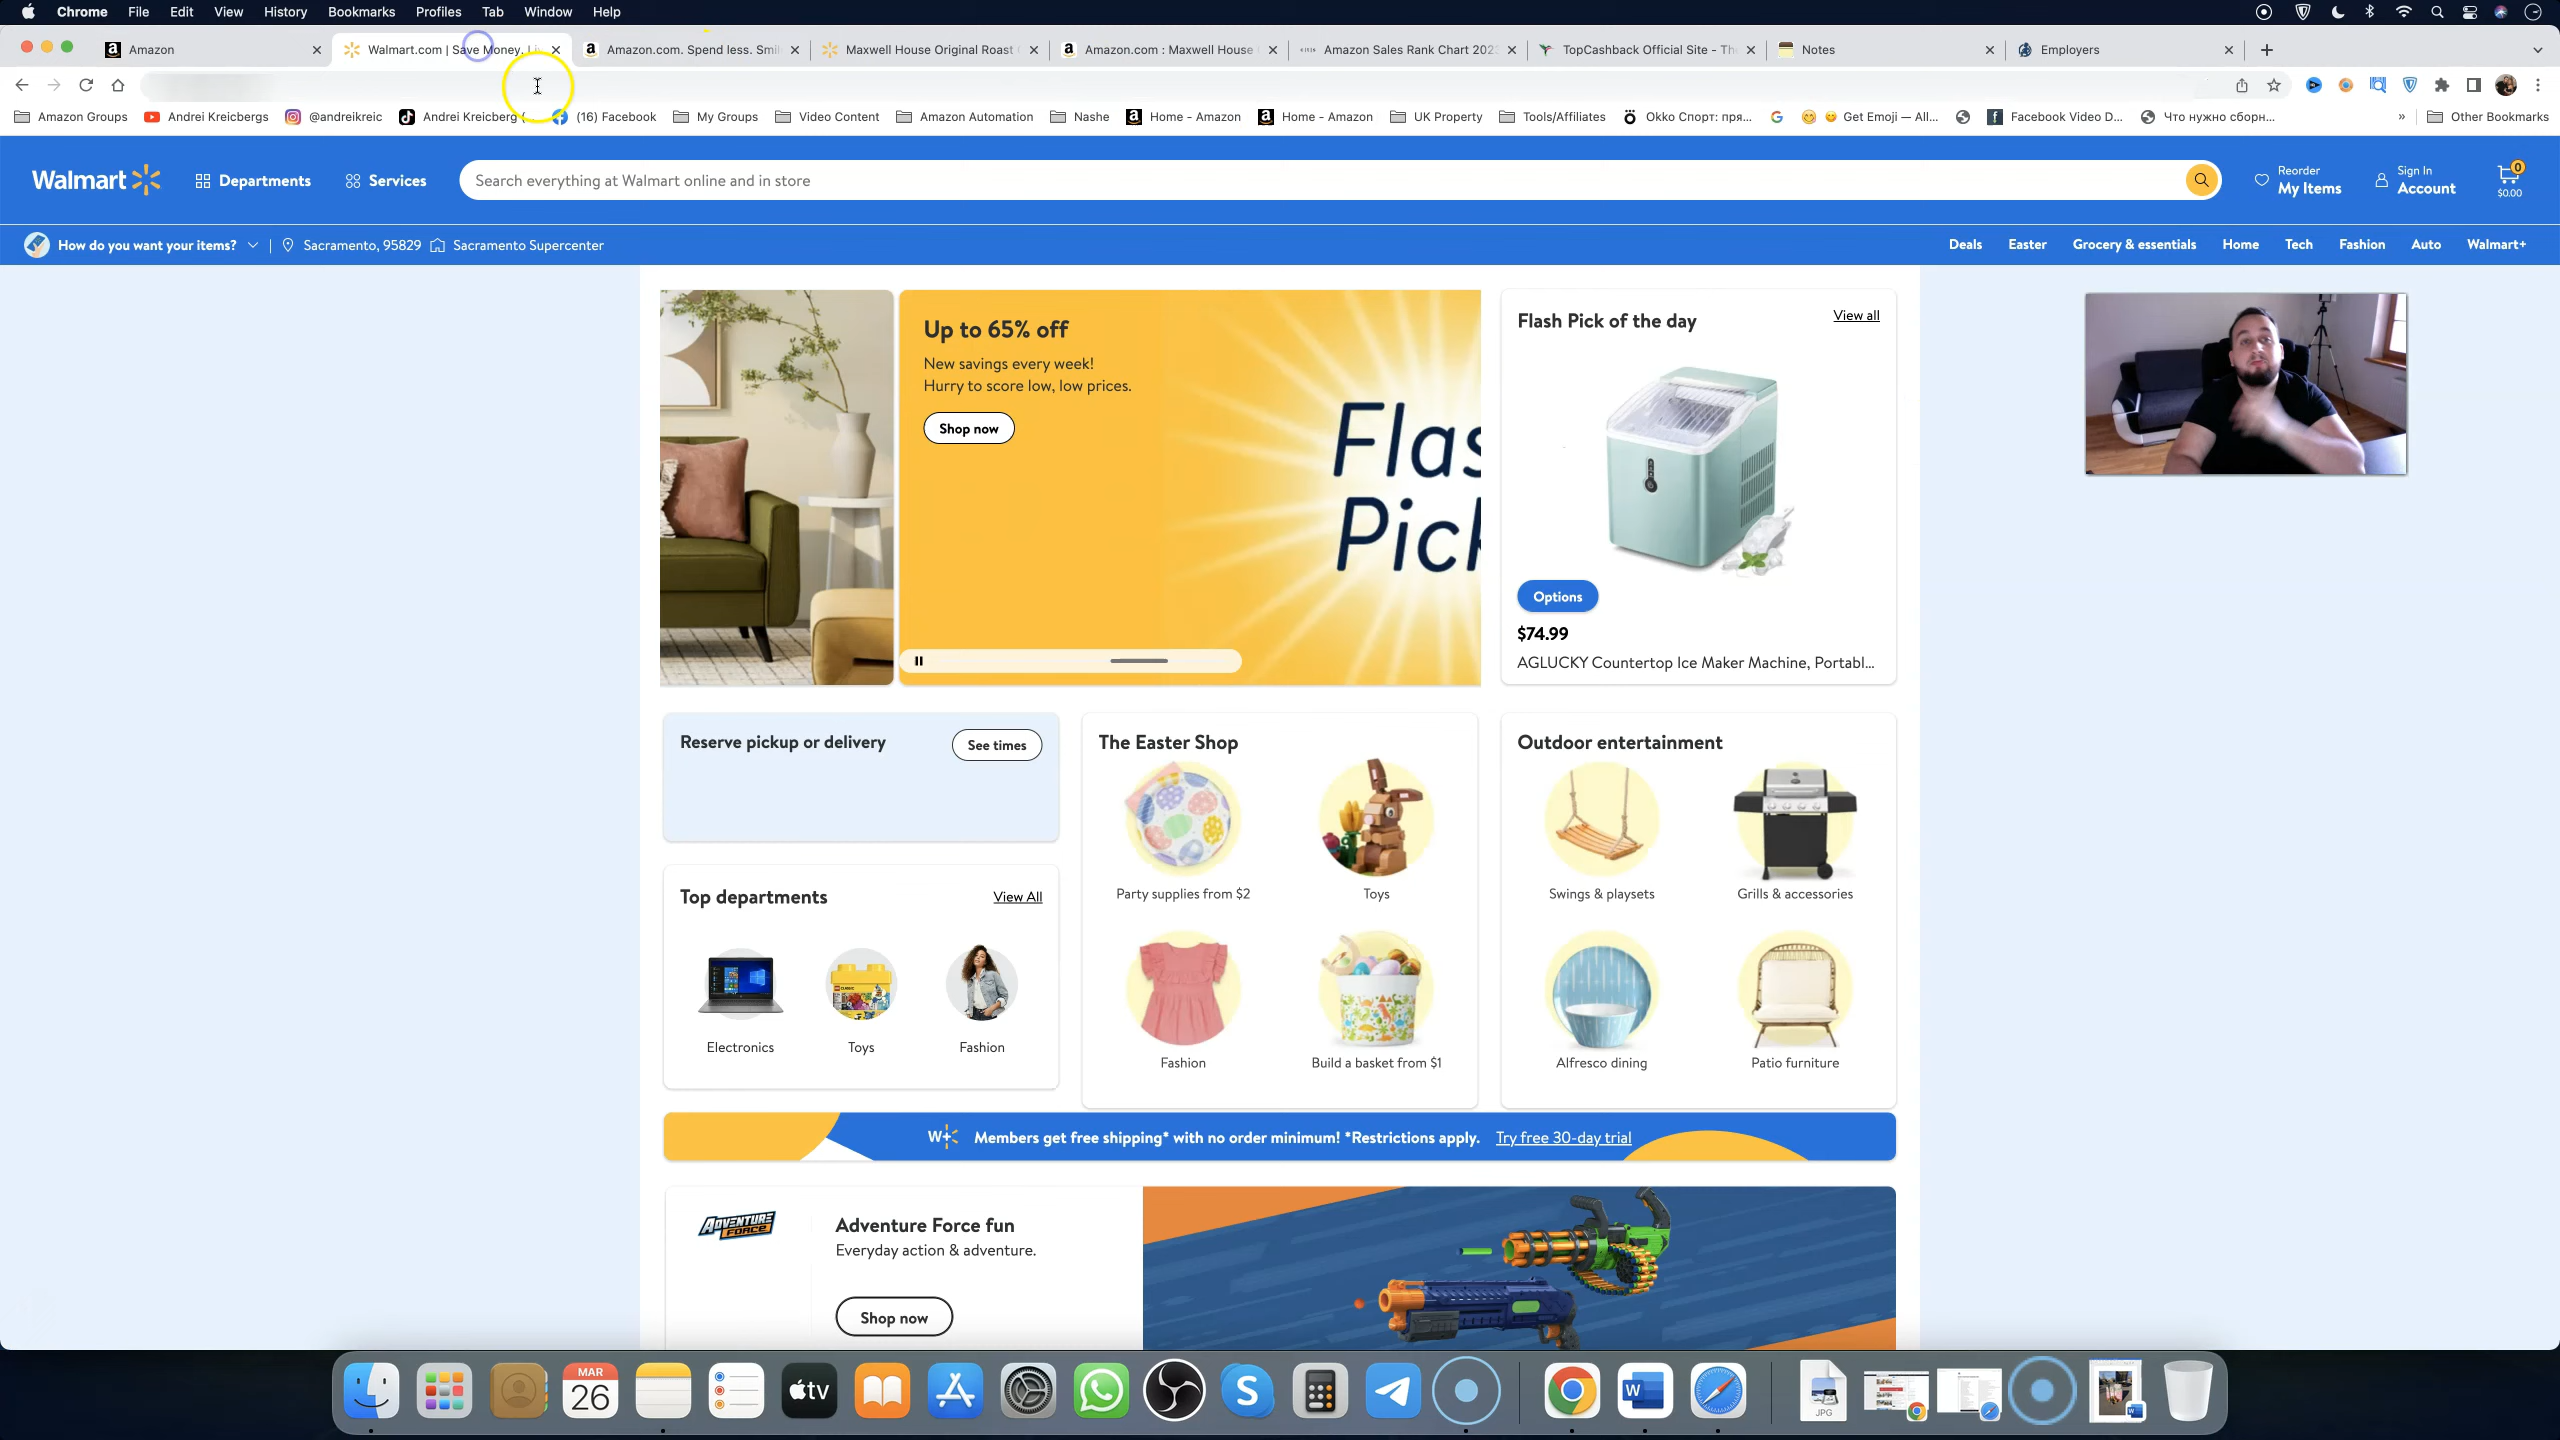 Chrome File Edit View History Bookmarks Profiles Tab Window Help
Amazon
Walmart.com | Save Money. Li
Amazon.com. Spend less. Smil
Maxwell House Original Roast
Amazon.com : Maxwell House
Amazon Sales Rank Chart 2023
TopCashback Official Site - Th
Notes
Employers
Amazon Groups
Andrei Kreicbergs
@andreikreic
Andrei Kreicberg
(16) Facebook
My Groups
Video Content
Amazon Automation
Nashe
Home - Amazon
Home - Amazon
UK Property
Tools/Affiliates
Окко Спорт: пря...
Get Emoji — All...
Facebook Video D...
Что нужно сборн...
» Other Bookmarks
Walmart
Departments
Services
Search everything at Walmart online and in store
Reorder
My Items
Sign In
Account
0
$0.00
How do you want your items?
Sacramento, 95829
Sacramento Supercenter
Deals Easter Grocery & essentials Home Tech Fashion Auto Walmart+
Up to 65% off
New savings every week!
Hurry to score low, low prices.
Shop now
Flas
Pick
Flash Pick of the day
View all
Options
$74.99
AGLUCKY Countertop Ice Maker Machine, Portabl...
Reserve pickup or delivery
See times
Top departments
View All
Electronics
Toys
Fashion
The Easter Shop
Party supplies from $2
Toys
Fashion
Build a basket from $1
Outdoor entertainment
Swings & playsets
Grills & accessories
Alfresco dining
Patio furniture
W+ Members get free shipping* with no order minimum! *Restrictions apply. Try free 30-day trial
ADVENTURE FORCE
Adventure Force fun
Everyday action & adventure.
Shop now
MAR
26
tv
S
W
JPG